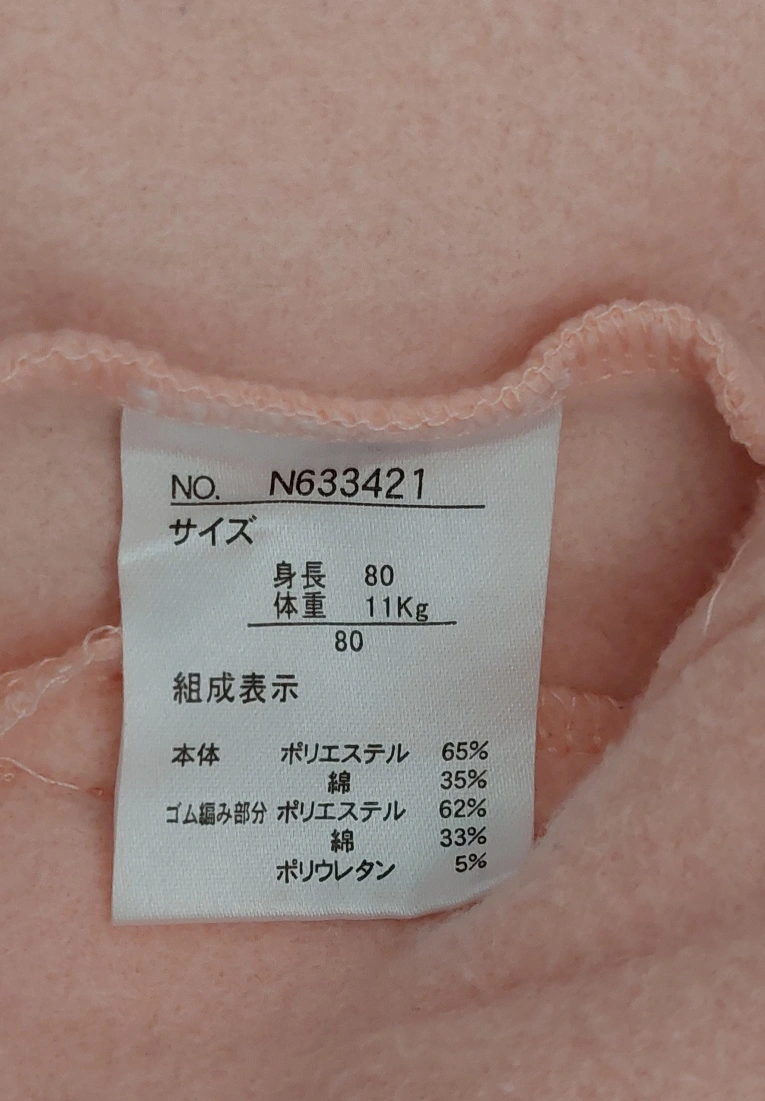 NO. N633421
サイズ
身長 80
体重 11Kg
80
組成表示
本体 ポリエステル 65%
綿 35%
ゴム編み部分 ポリエステル 62%
綿 33%
ポリウレタン 5%